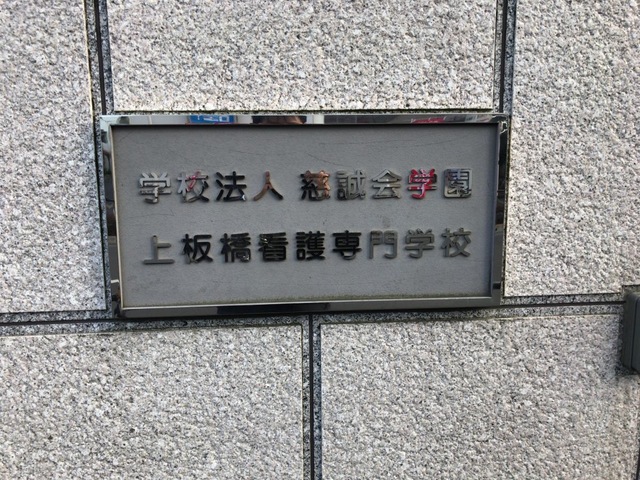 学校法人 慈誠会学園
上板橋看護専門学校